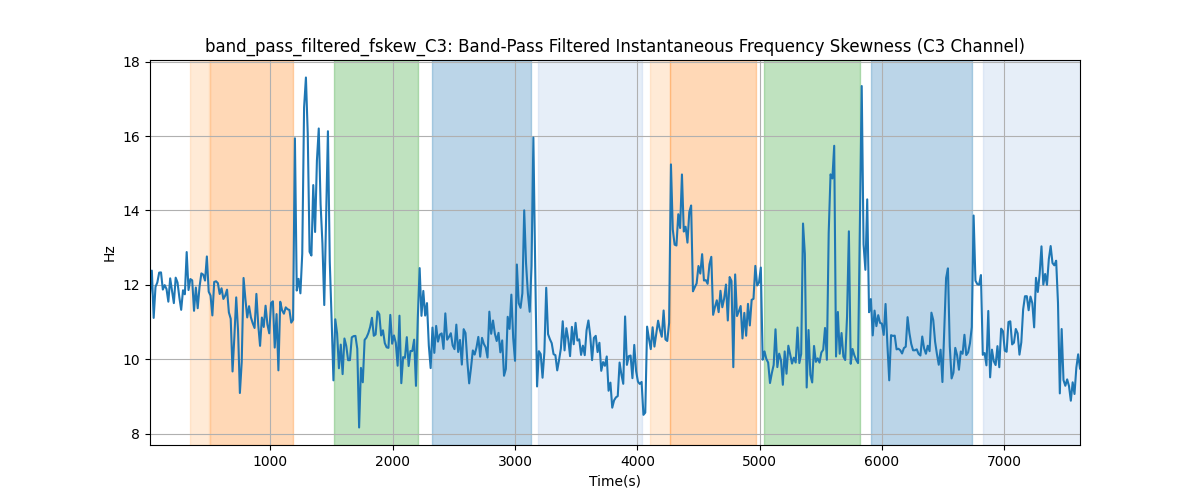 band_pass_filtered_fskew_C3: Band-Pass Filtered Instantaneous Frequency Skewness (C3 Channel)
18
16
14
12
10
8
Hz
1000 2000 3000 4000 5000 6000 7000
Time(s)